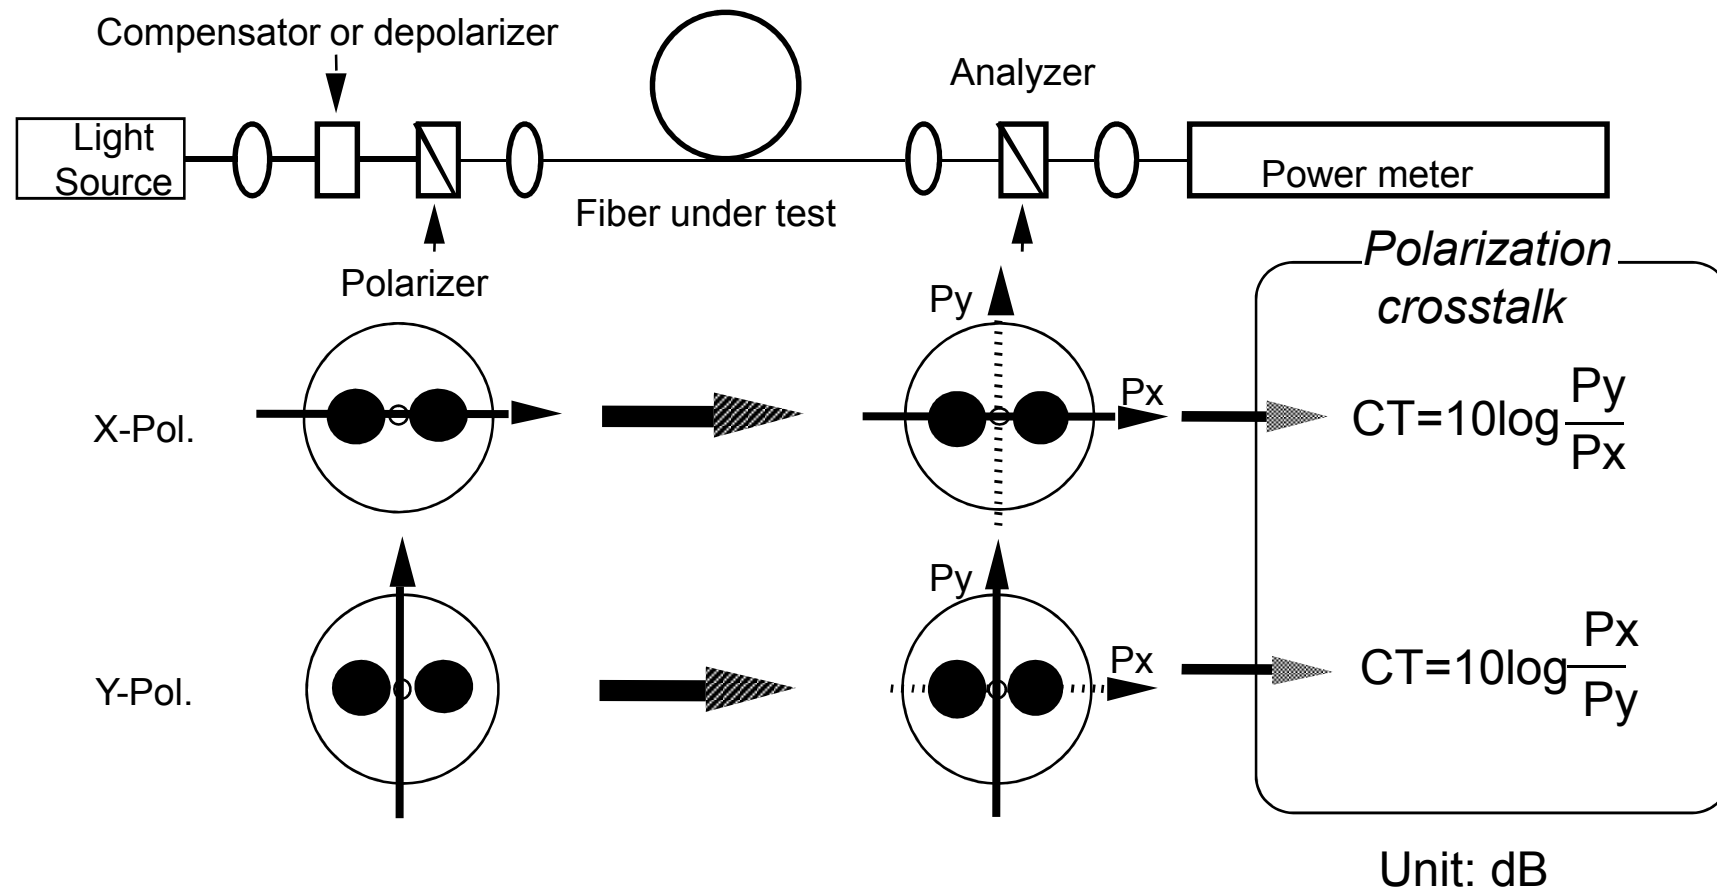 Compensator or depolarizer
Analyzer
Light
Source
Power meter
Fiber under test
Polarizer
Polarization
crosstalk
Py
X-Pol.
Px
CT=10log Py/Px
Py
Y-Pol.
Px
CT=10log Px/Py
Unit: dB